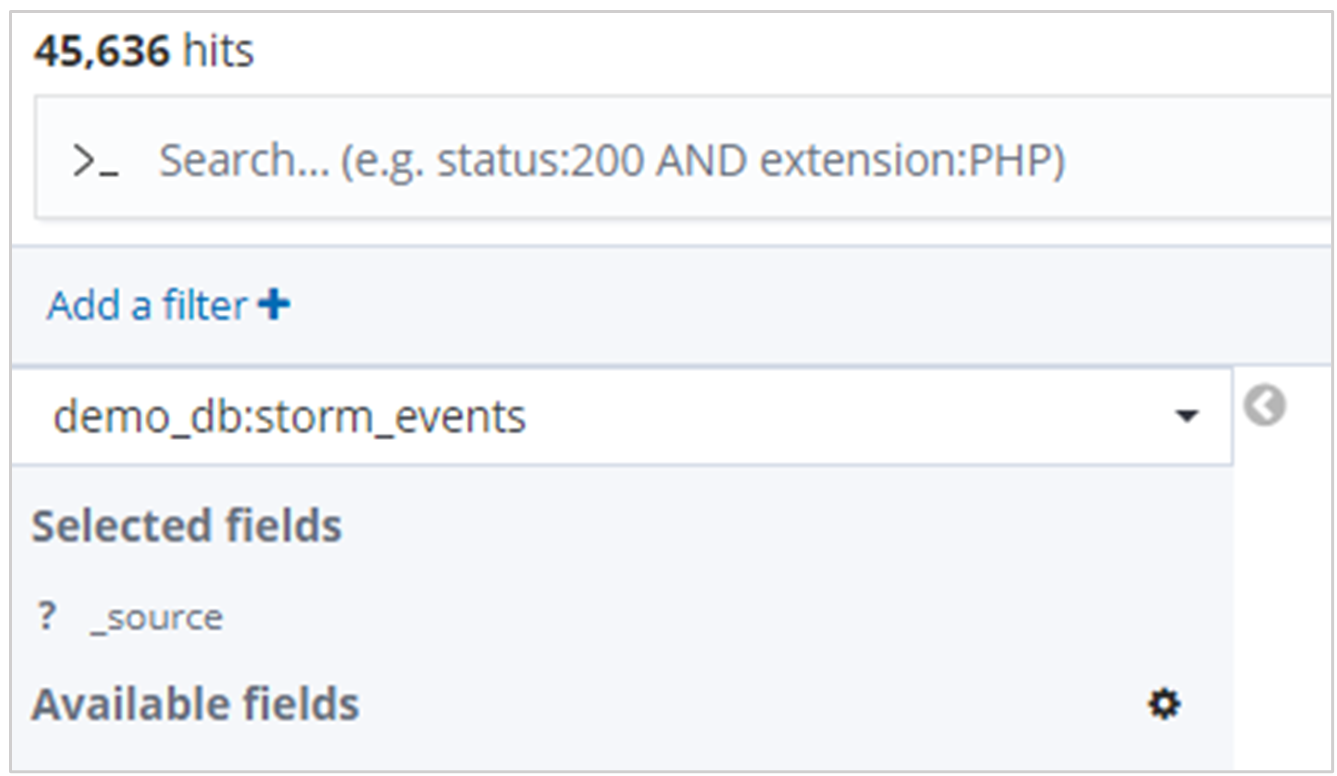 45,636 hits
>_ Search... (e.g. status:200 AND extension:PHP)
Add a filter +
demo_db:storm_events
Selected fields
? _source
Available fields